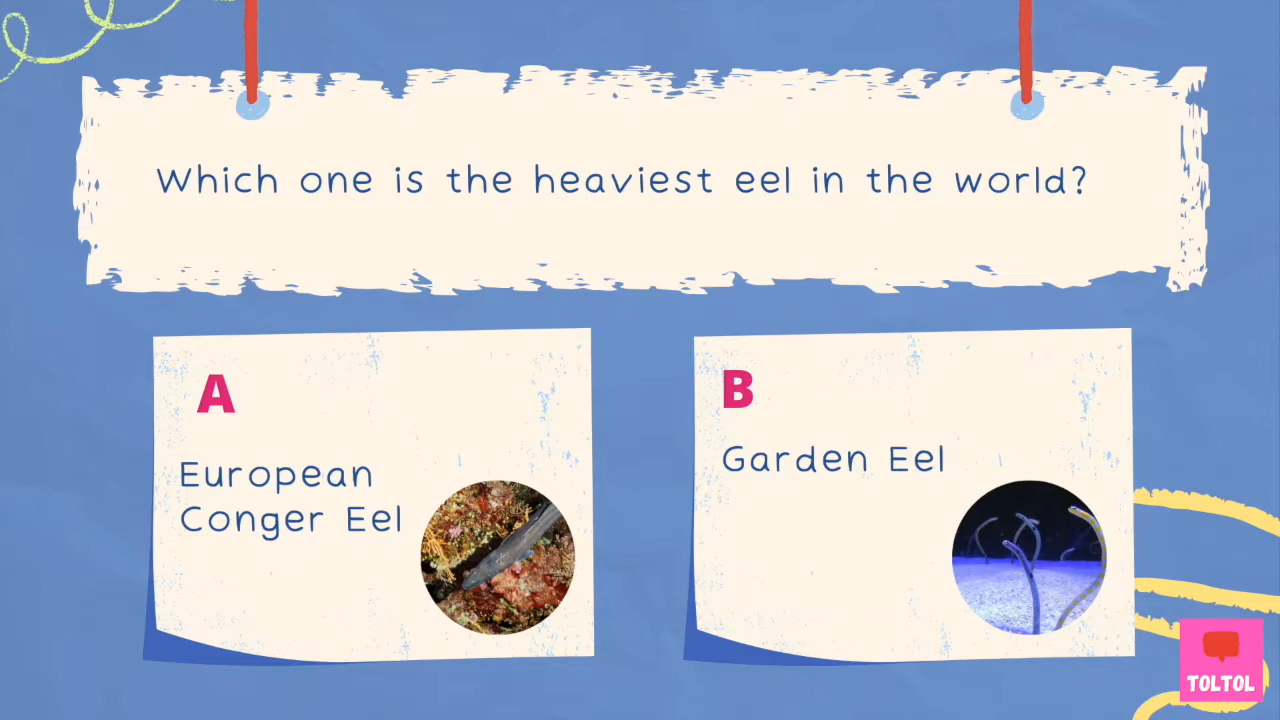 Which one is the heaviest eel in the world?
A
European
Conger Eel
B
Garden Eel
TOLTOL